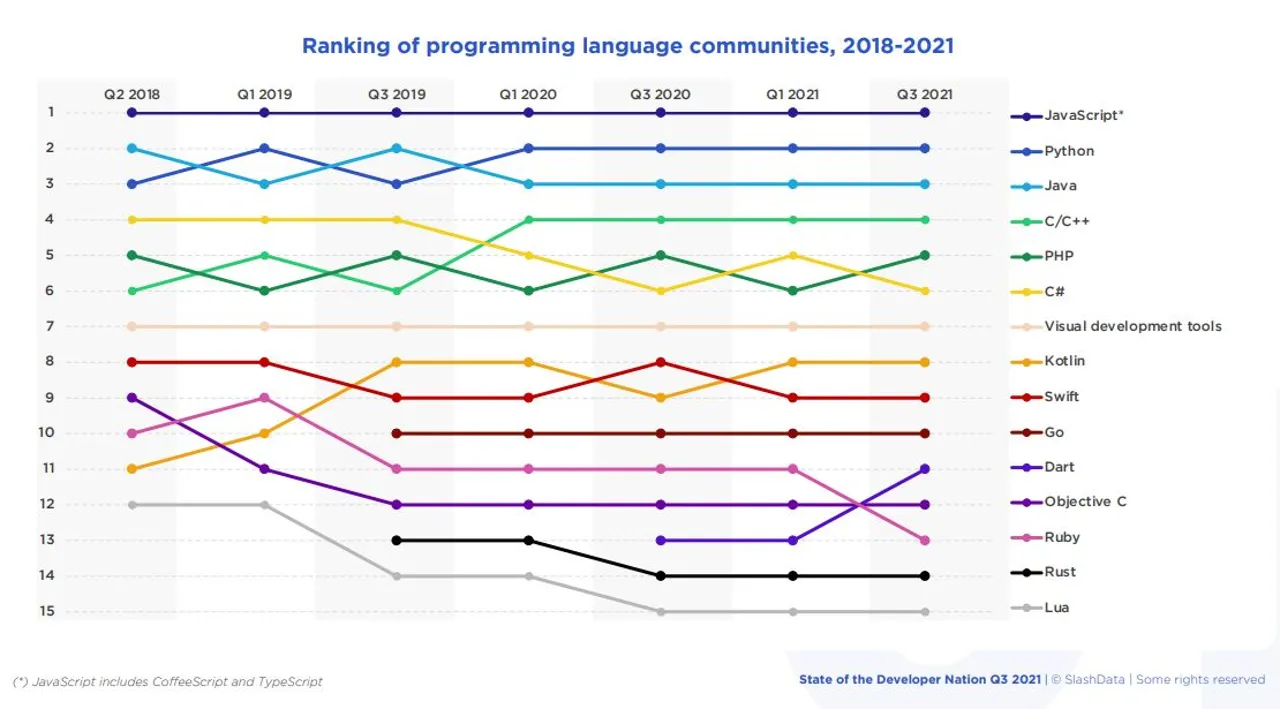 Ranking of programming language communities, 2018-2021
Q2 2018 Q1 2019 Q3 2019 Q1 2020 Q3 2020 Q1 2021 Q3 2021
1
2
3
4
5
6
7
8
9
10
11
12
13
14
15
JavaScript*
Python
Java
C/C++
PHP
C#
Visual development tools
Kotlin
Swift
Go
Dart
Objective C
Ruby
Rust
Lua
(*) JavaScript includes CoffeeScript and TypeScript
State of the Developer Nation Q3 2021 | © SlashData | Some rights reserved